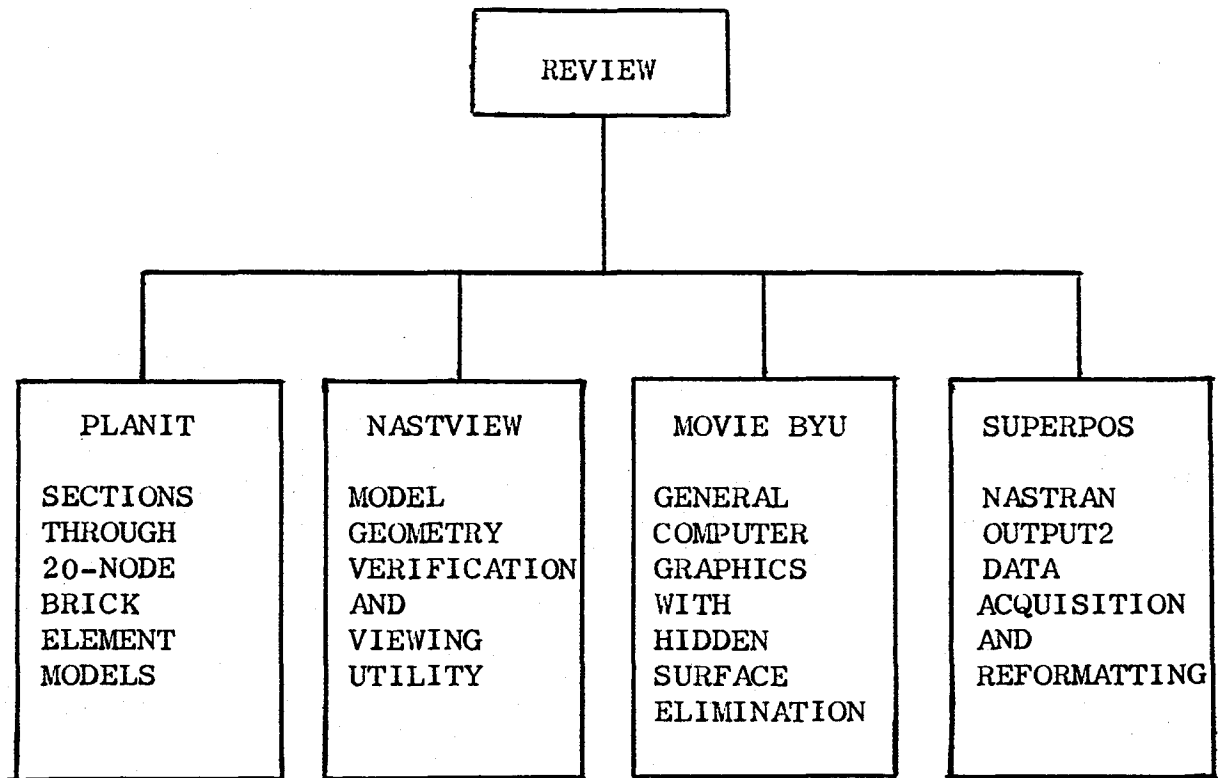 REVIEW
PLANIT
SECTIONS
THROUGH
20-NODE
BRICK
ELEMENT
MODELS
NASTVIEW
MODEL
GEOMETRY
VERIFICATION
AND
VIEWING
UTILITY
MOVIE BYU
GENERAL
COMPUTER
GRAPHICS
WITH
HIDDEN
SURFACE
ELIMINATION
SUPERPOS
NASTRAN
OUTPUT2
DATA
ACQUISITION
AND
REFORMATTING